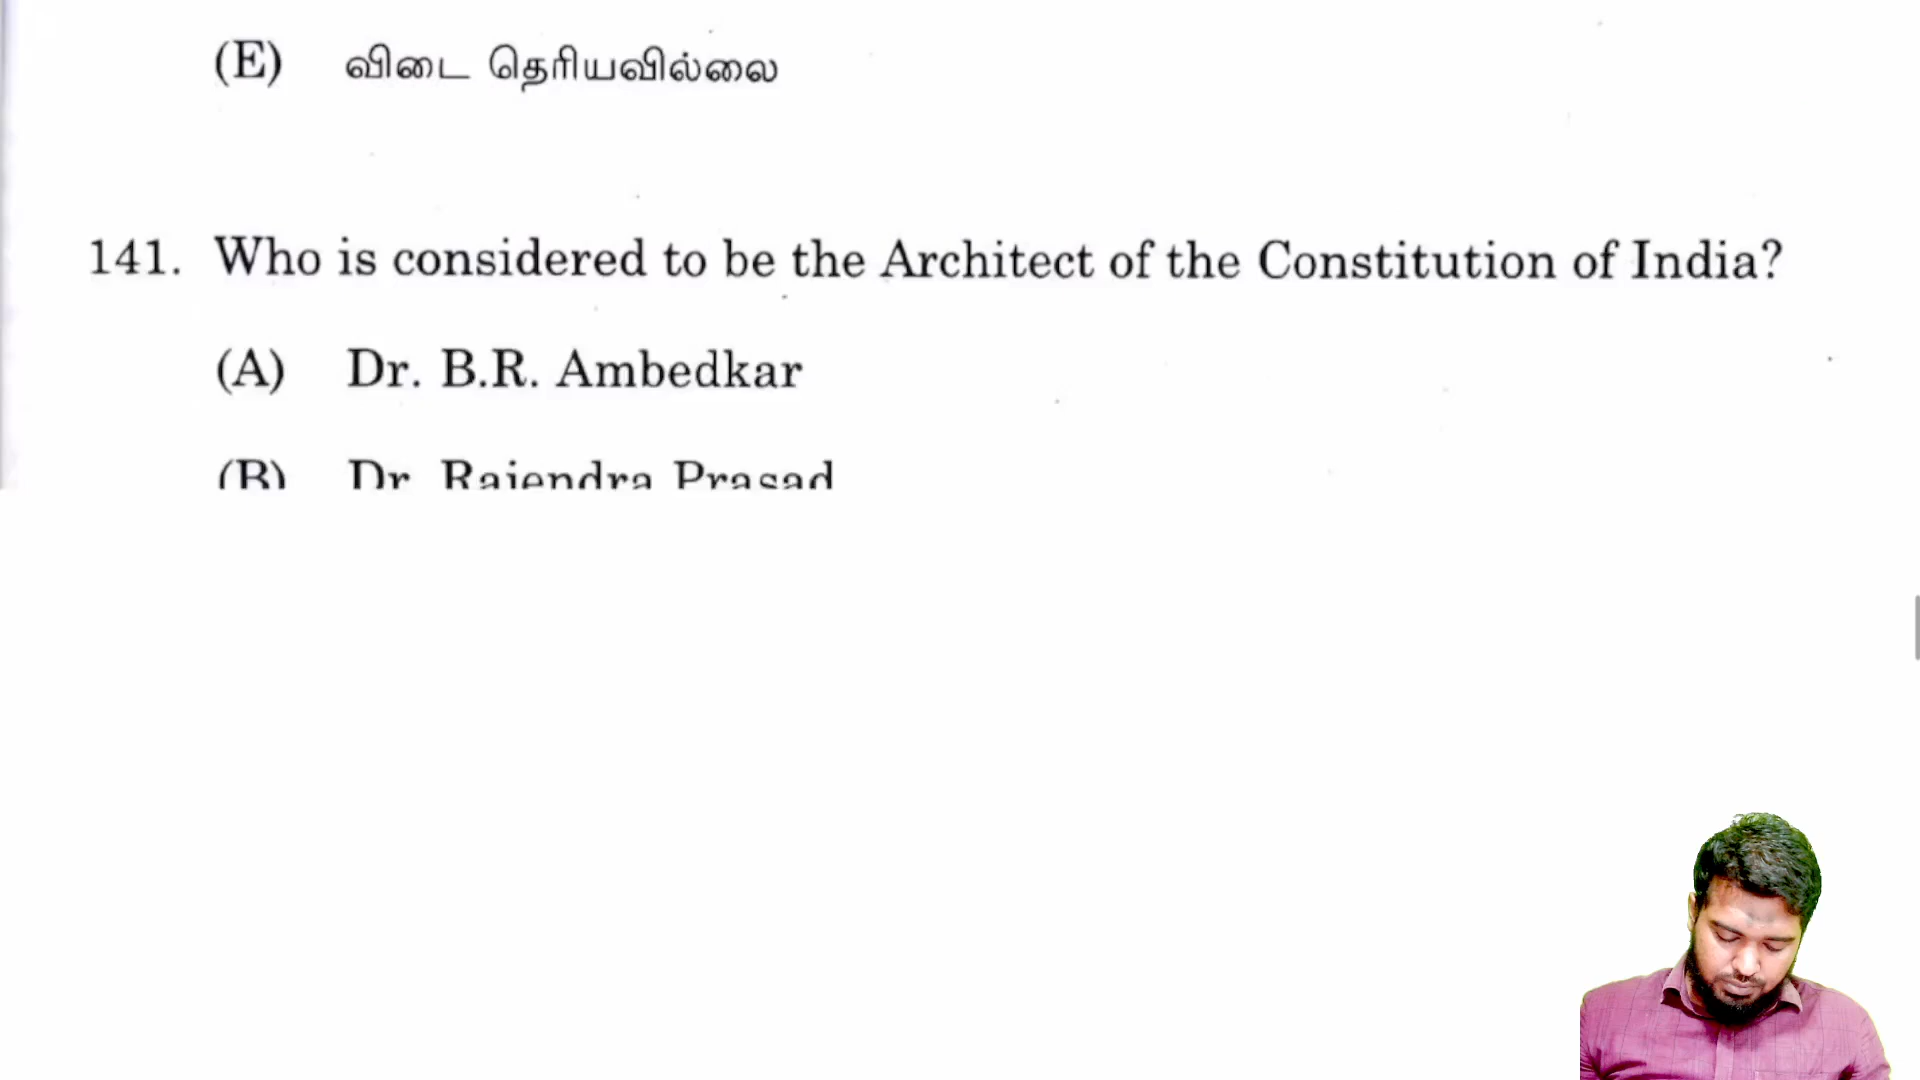 (E) விடை தெரியவில்லை
141. Who is considered to be the Architect of the Constitution of India?
(A) Dr. B.R. Ambedkar
(B) Dr Rajendra Prasad